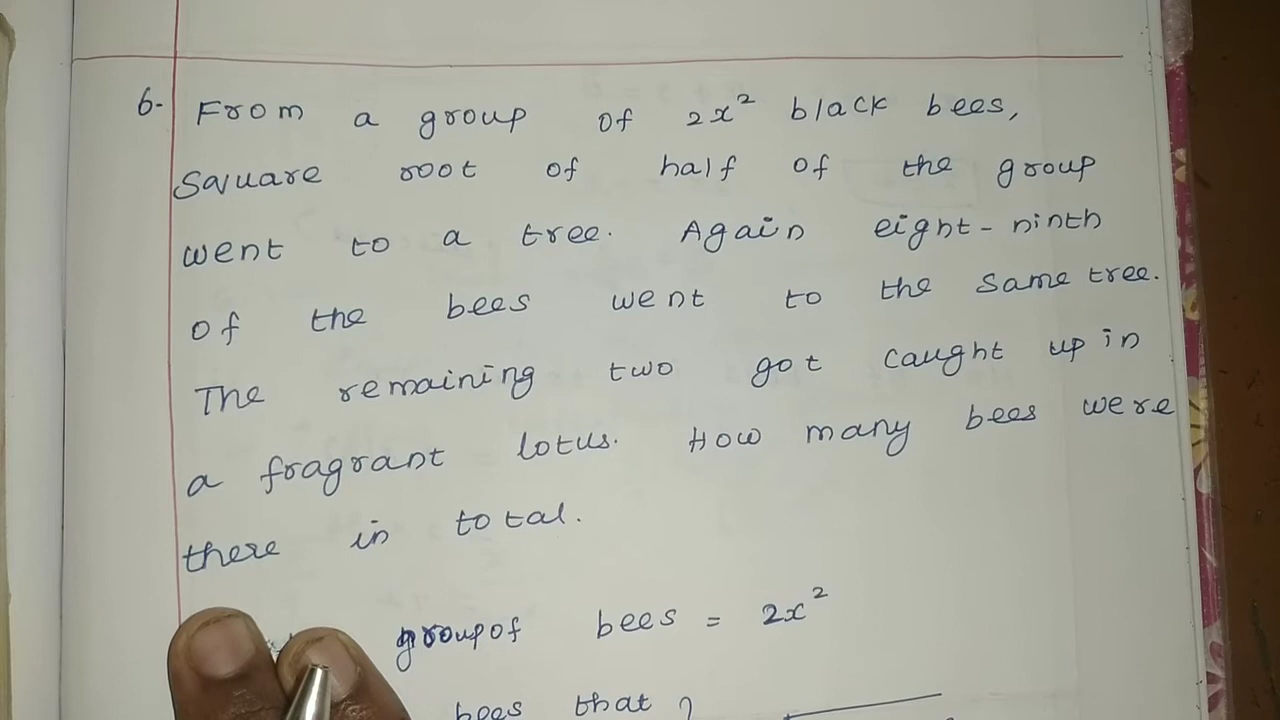 6- From a group of 2x² black bees,
Square root of half of the group
went to a tree. Again eight-ninth
of the bees went to the same tree.
The remaining two got caught up in
a fragrant lotus. How many bees were
there in total.
group of bees = 2x²
bees that